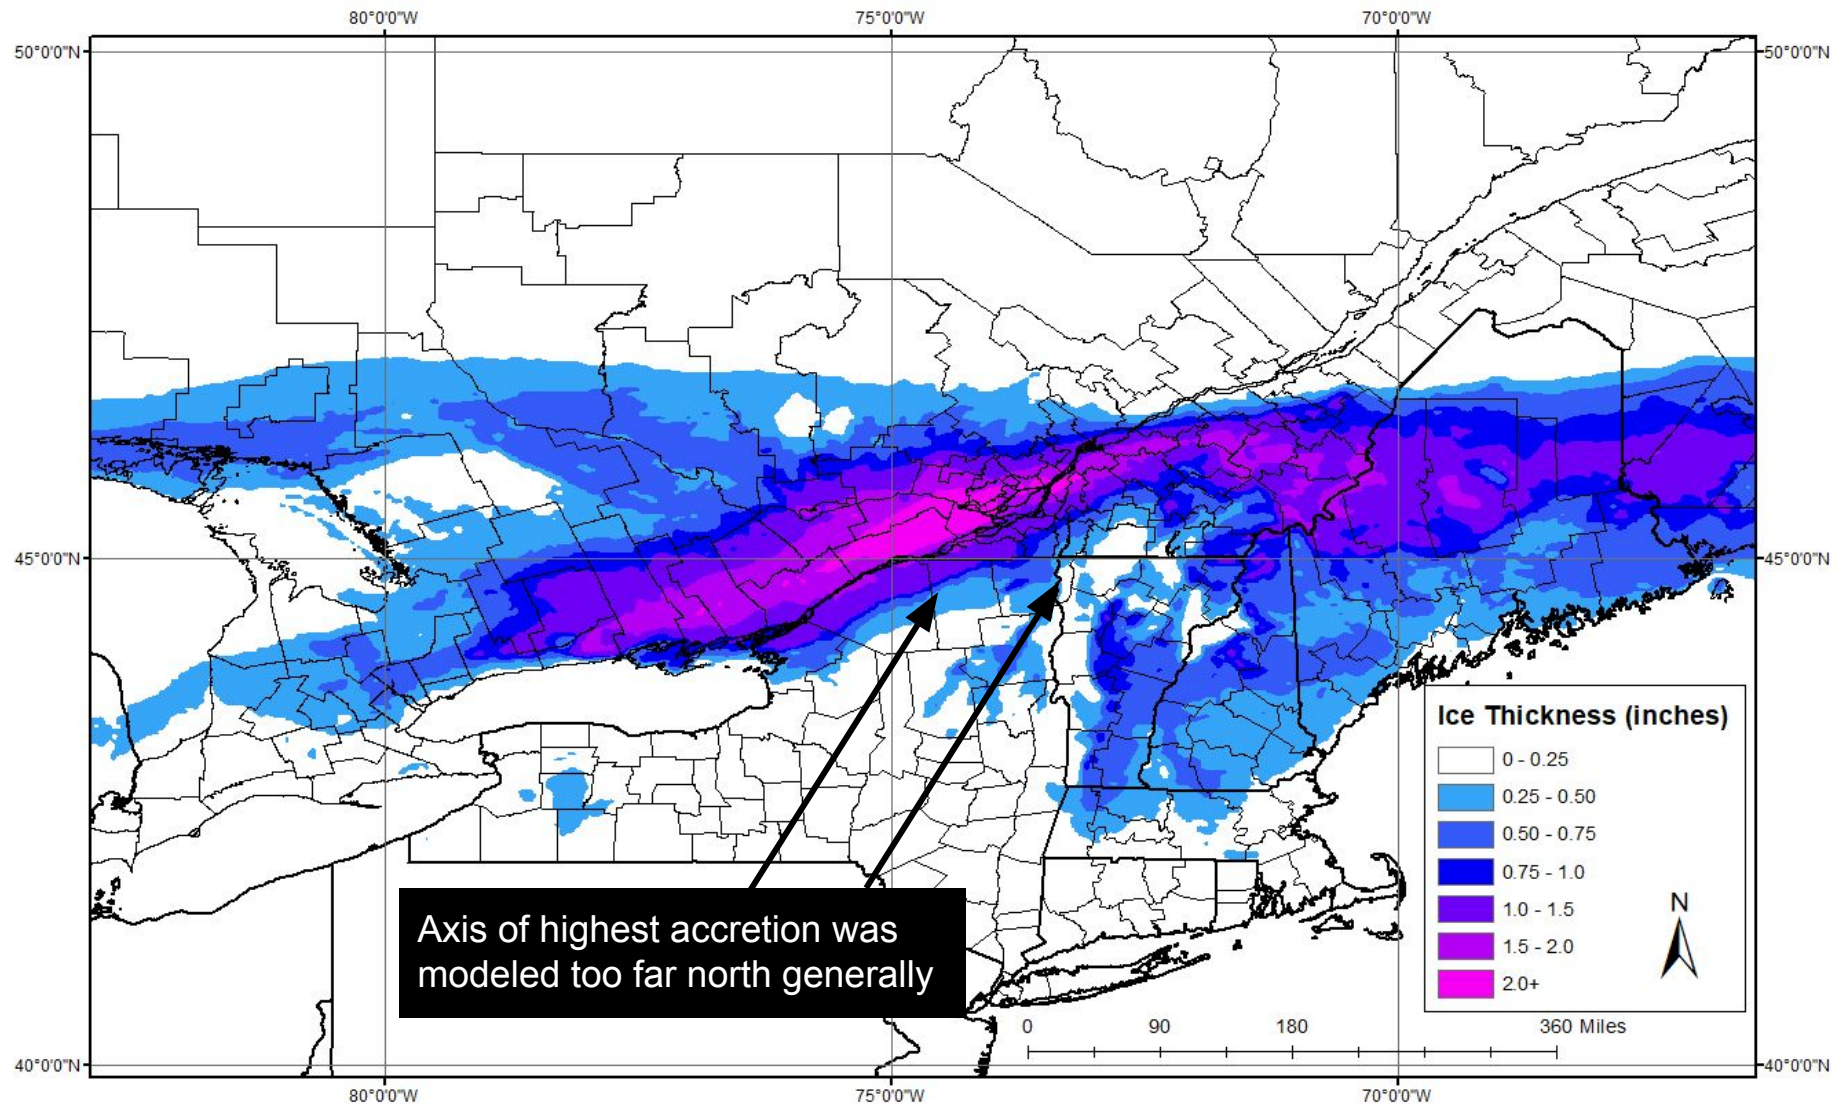 80°0'0"W 75°0'0"W 70°0'0"W
50°0'0"N 50°0'0"N
45°0'0"N 45°0'0"N
Ice Thickness (inches)
0 - 0.25
0.25 - 0.50
0.50 - 0.75
0.75 - 1.0
1.0 - 1.5
1.5 - 2.0
2.0+
N
Axis of highest accretion was
modeled too far north generally
0 90 180 360 Miles
40°0'0"N 40°0'0"N
80°0'0"W 75°0'0"W 70°0'0"W